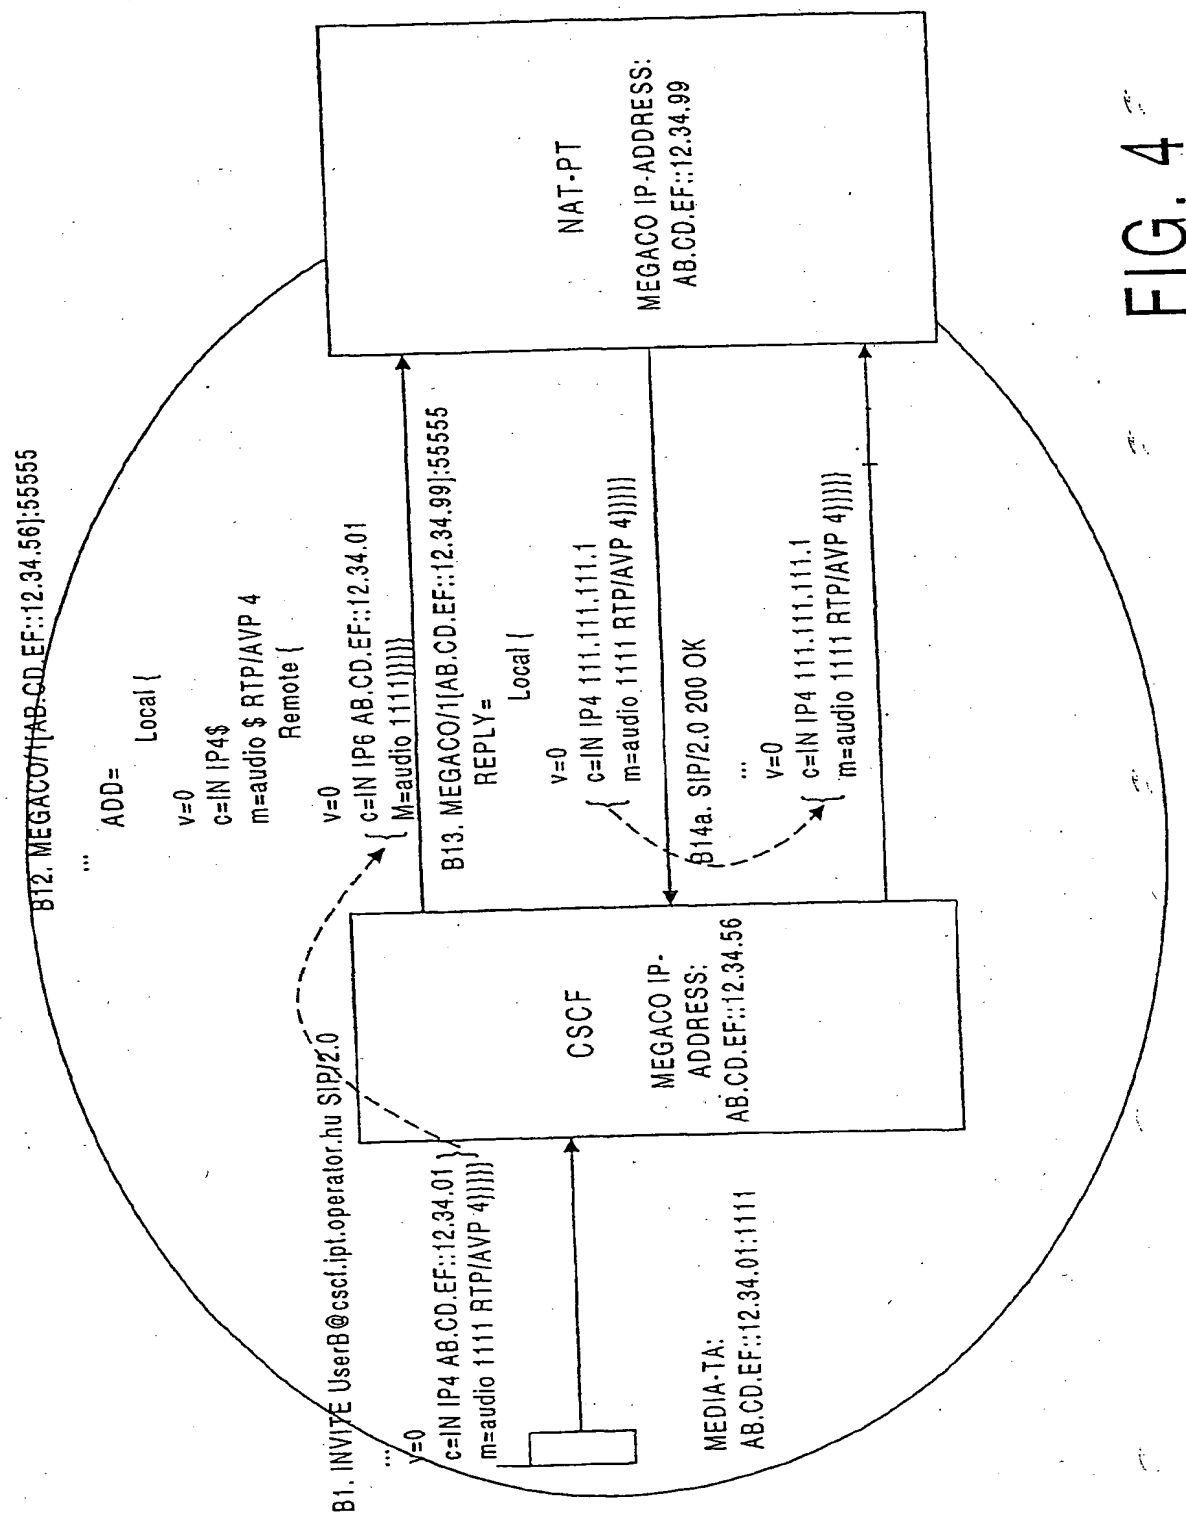 B12. MEGACO/1[AB.CD.EF::12.34.56]:55555
...
ADD=
Local {
v=0
c=IN IP4$
m=audio $ RTP/AVP 4
Remote {
v=0
{ c=IN IP6 AB.CD.EF::12.34.01
M=audio 1111}}}}}}
B1. INVITE UserB@cscf.ipt.operator.hu SIP/2.0
...
v=0
c=IN IP4 AB.CD.EF::12.34.01 }
m=audio 1111 RTP/AVP 4}}}}}
B13. MEGACO/1[AB.CD.EF::12.34.99]:55555
REPLY=
Local {
v=0
{ c=IN IP4 111.111.111.1
m=audio 1111 RTP/AVP 4}}}}}
B14a. SIP/2.0 200 OK
...
v=0
{ c=IN IP4 111.111.111.1
m=audio 1111 RTP/AVP 4}}}}}
MEDIA-TA:
AB.CD.EF::12.34.01:1111
CSCF
MEGACO IP-
ADDRESS:
AB.CD.EF::12.34.56
NAT-PT
MEGACO IP-ADDRESS:
AB.CD.EF::12.34.99
FIG. 4